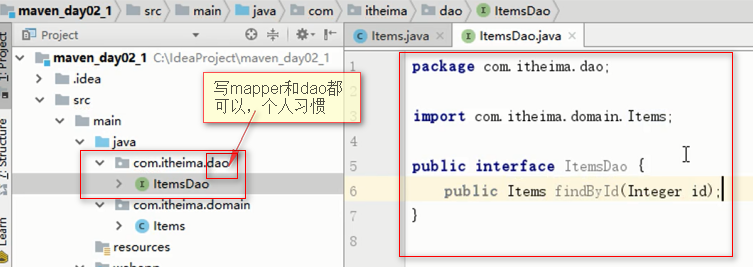 maven_day02_1 src main java com itheima dao ItemsDao
Project
maven_day02_1 C:\IdeaProject\maven_day02_1
.idea
src
main
java
com.itheima.dao
ItemsDao
com.itheima.domain
Items
resources
写mapper和dao都
可以，个人习惯
1: Project
7: Structure
Learn
Items.java ItemsDao.java
1 package com.itheima.dao;
2
3 import com.itheima.domain.Items;
4
5 public interface ItemsDao {
6 public Items findById(Integer id);
7 }
8